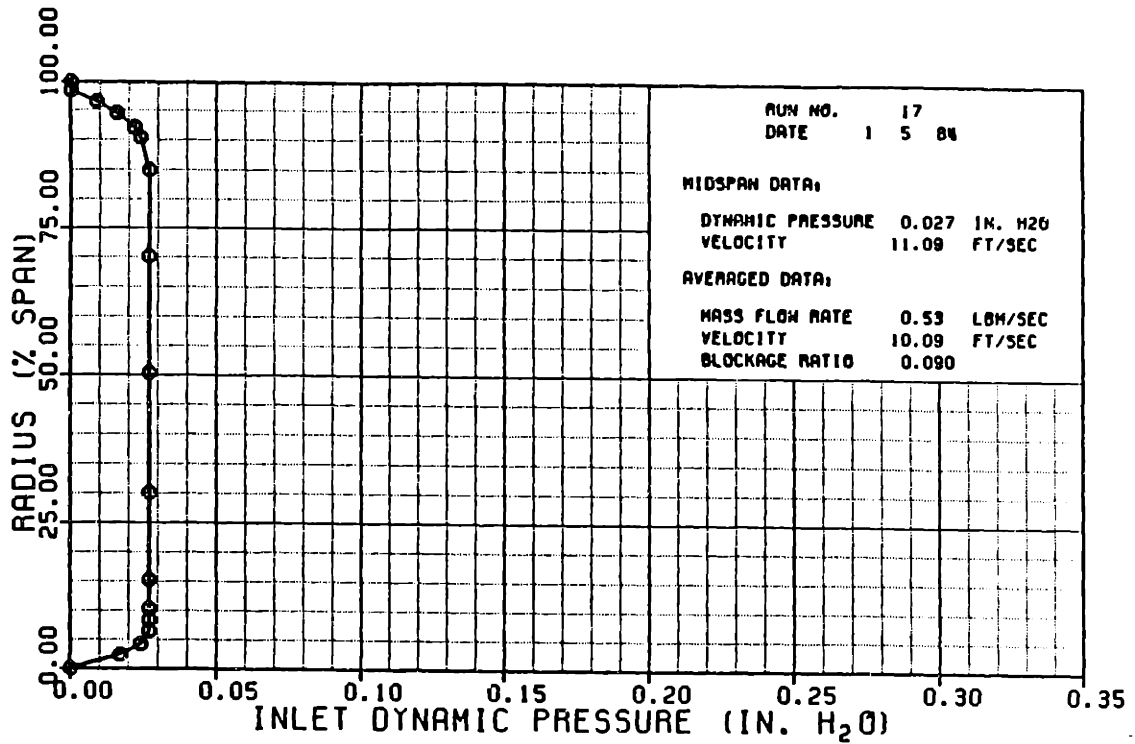 100.00
75.00
50.00
25.00
0.00
RADIUS (% SPAN)
RUN NO. 17
DATE 1 5 84
MIDSPAN DATA:
DYNAMIC PRESSURE 0.027 IN. H2O
VELOCITY 11.09 FT/SEC
AVERAGED DATA:
MASS FLOW RATE 0.53 LBM/SEC
VELOCITY 10.09 FT/SEC
BLOCKAGE RATIO 0.090
0.00 0.05 0.10 0.15 0.20 0.25 0.30 0.35
INLET DYNAMIC PRESSURE (IN. H₂O)